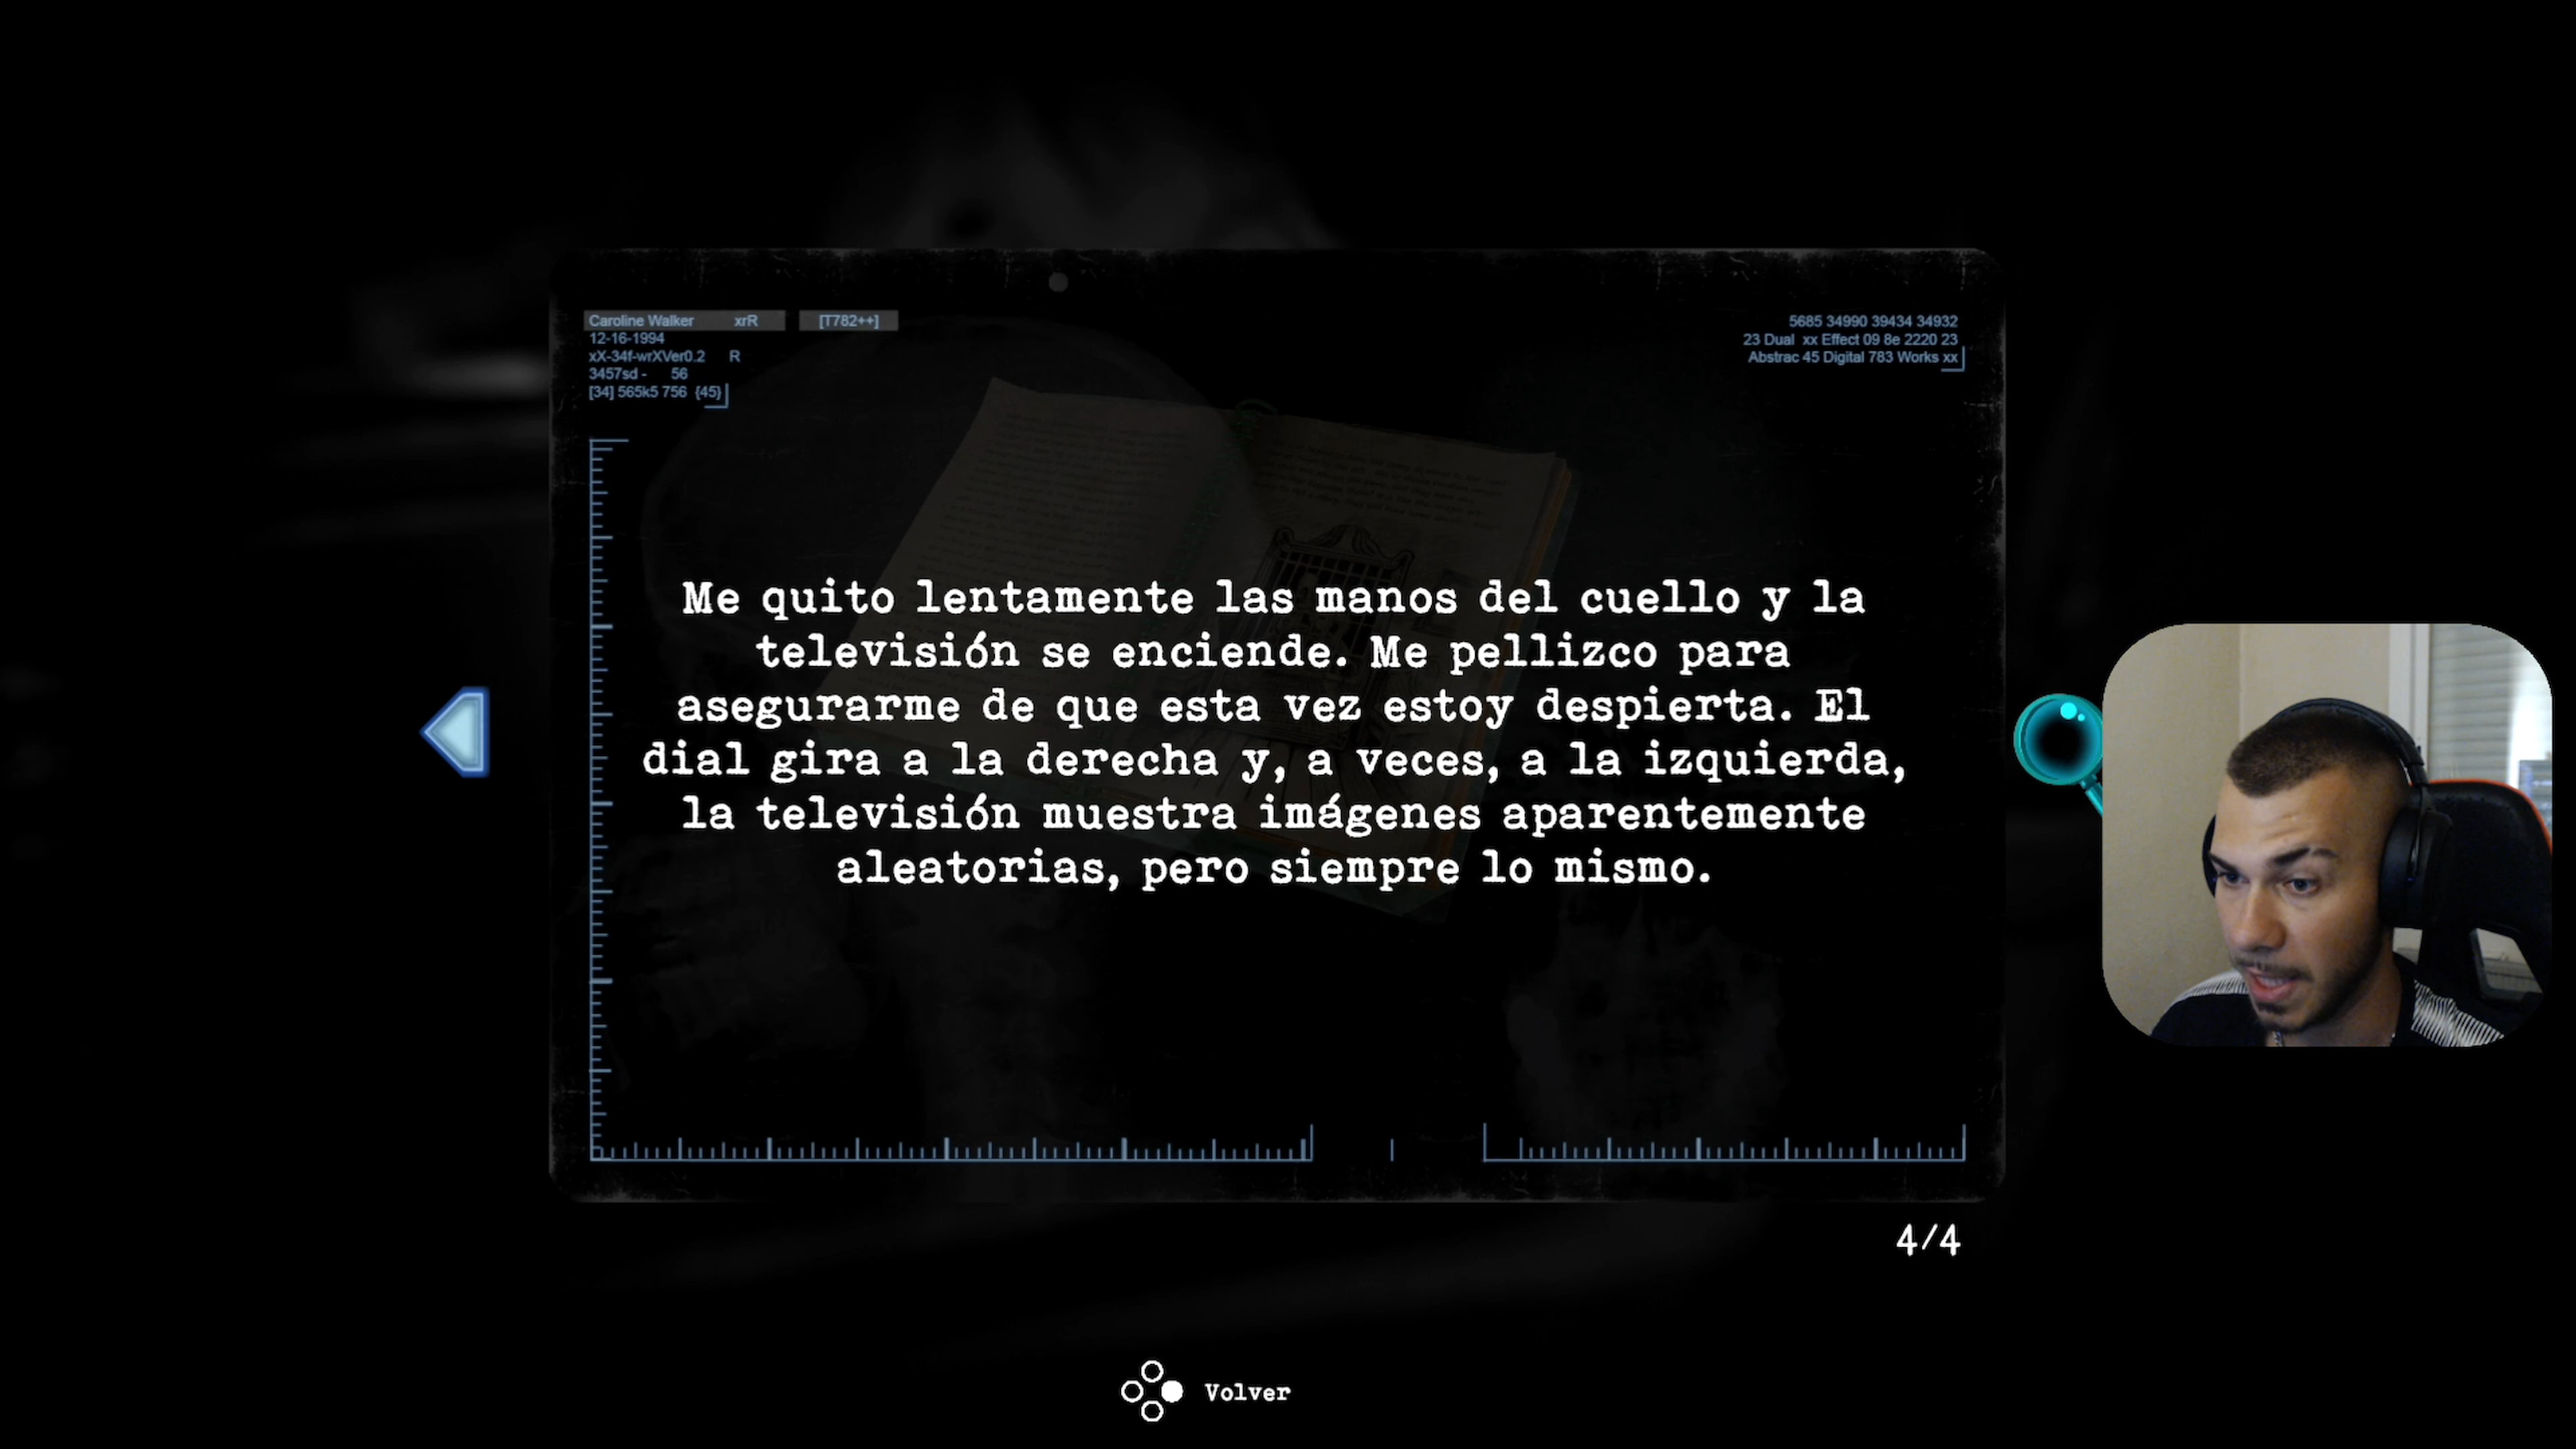 Caroline Walker xrR [T782++]
12-16-1994
xX-34f-wrXVer0.2 R
3457sd - 56
[34] 565k5 756 {45}
5685 34990 39434 34932
23 Dual xx Effect 09 8e 2220 23
Abstrac 45 Digital 783 Works xx
Me quito lentamente las manos del cuello y la
televisión se enciende. Me pellizco para
asegurarme de que esta vez estoy despierta. El
dial gira a la derecha y, a veces, a la izquierda,
la televisión muestra imágenes aparentemente
aleatorias, pero siempre lo mismo.
4/4
Volver